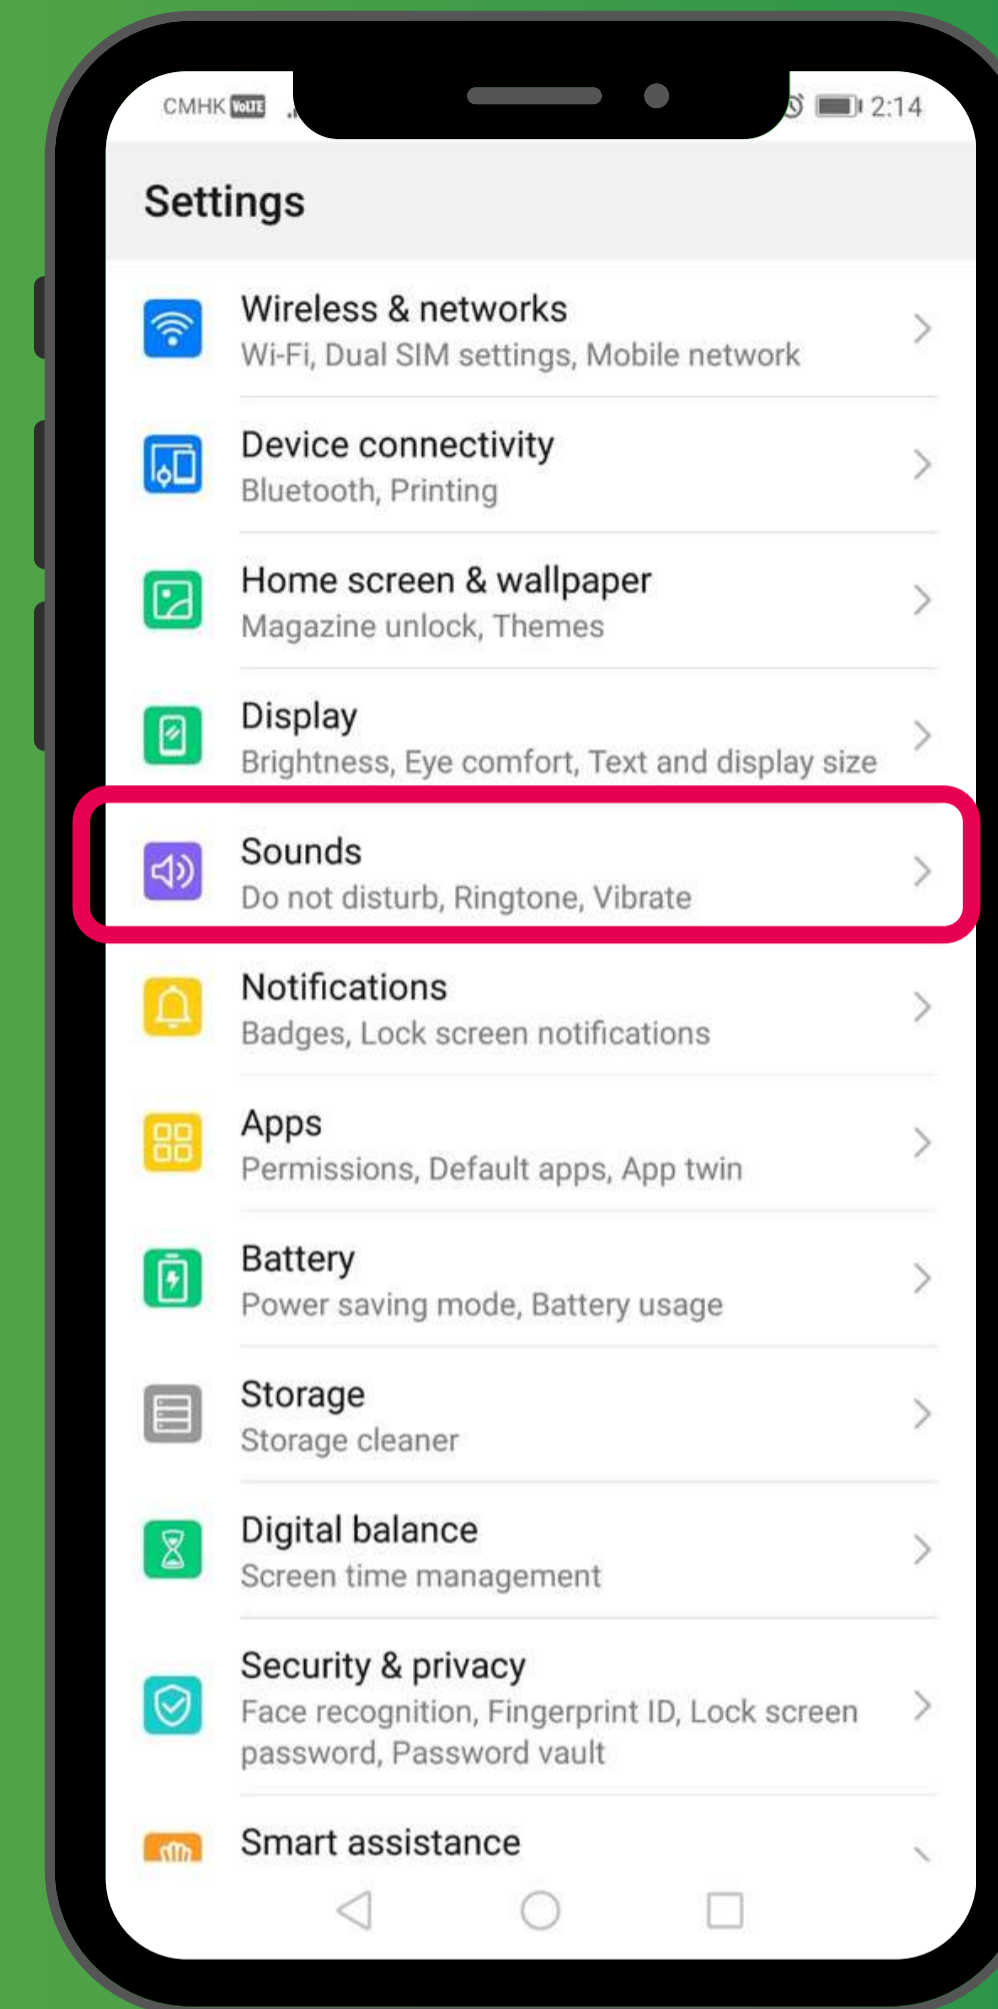 CMHK VoLTE 2:14
Settings
Wireless & networks
Wi-Fi, Dual SIM settings, Mobile network
Device connectivity
Bluetooth, Printing
Home screen & wallpaper
Magazine unlock, Themes
Display
Brightness, Eye comfort, Text and display size
Sounds
Do not disturb, Ringtone, Vibrate
Notifications
Badges, Lock screen notifications
Apps
Permissions, Default apps, App twin
Battery
Power saving mode, Battery usage
Storage
Storage cleaner
Digital balance
Screen time management
Security & privacy
Face recognition, Fingerprint ID, Lock screen
password, Password vault
Smart assistance